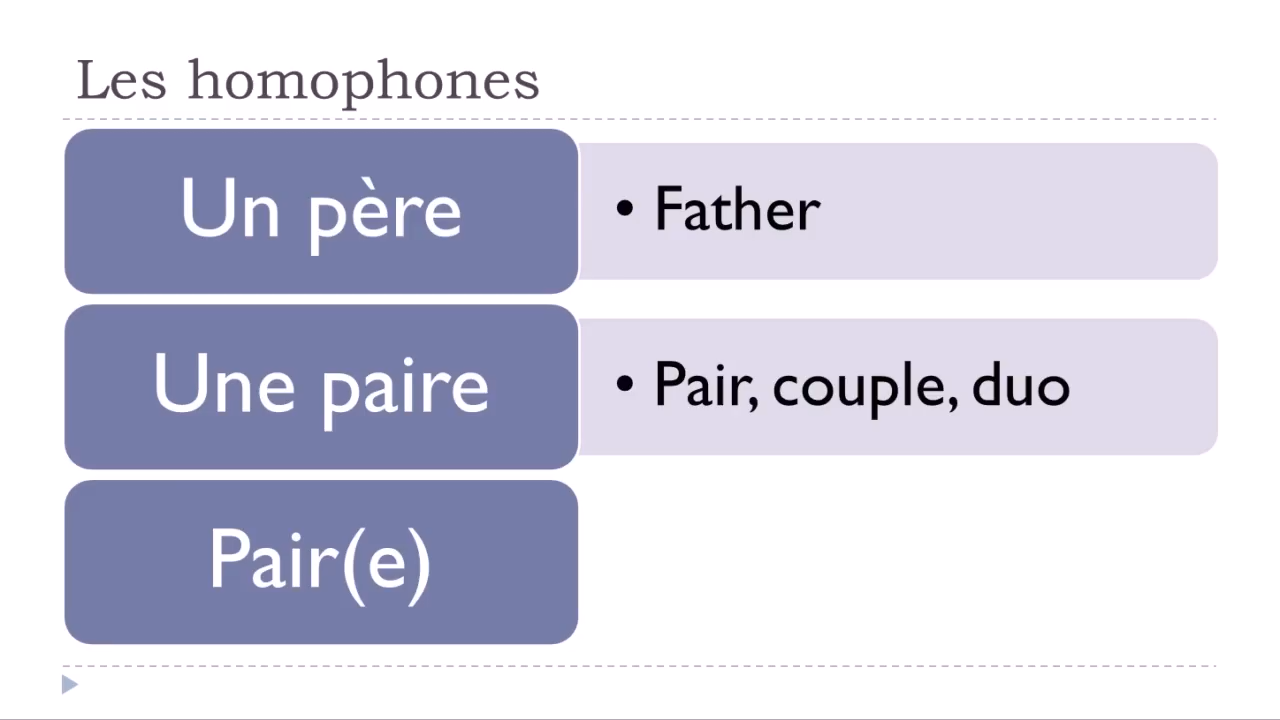 Les homophones
Un père
• Father
Une paire
• Pair, couple, duo
Pair(e)